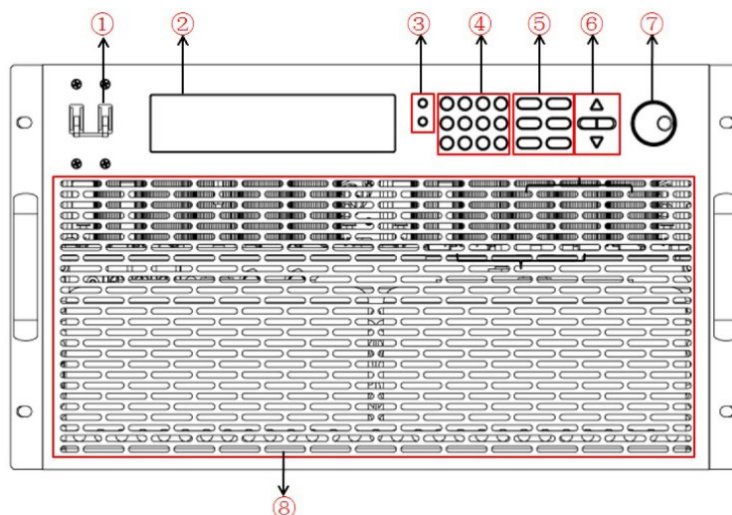 ① ② ③ ④ ⑤ ⑥ ⑦
⑧